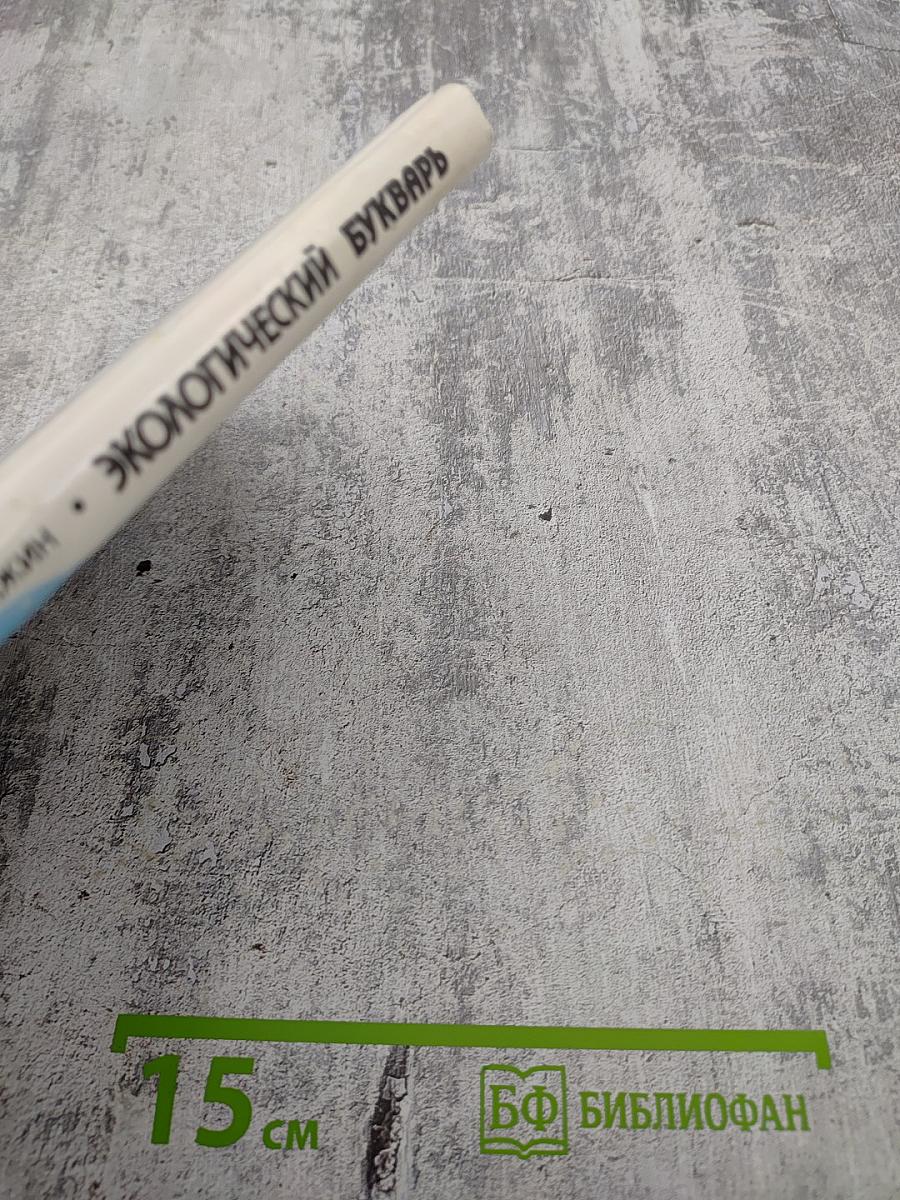 • ЭКОЛОГИЧЕСКИЙ БУКВАРЬ
15 см
БФ БИБЛИОФАН